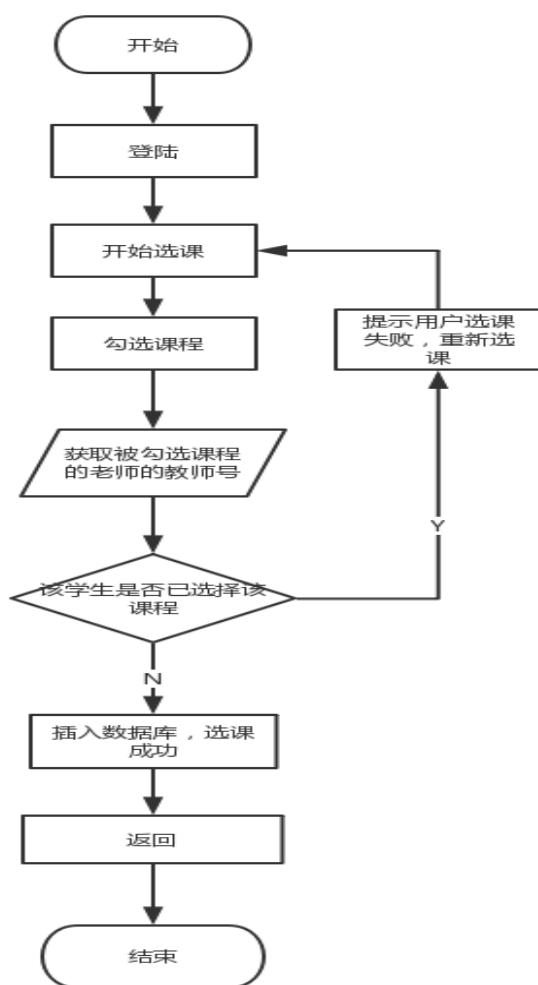 开始
登陆
开始选课
勾选课程
提示用户选课
失败，重新选
课
获取被勾选课程
的老师的教师号
Y
该学生是否已选择该
课程
N
插入数据库，选课
成功
返回
结束